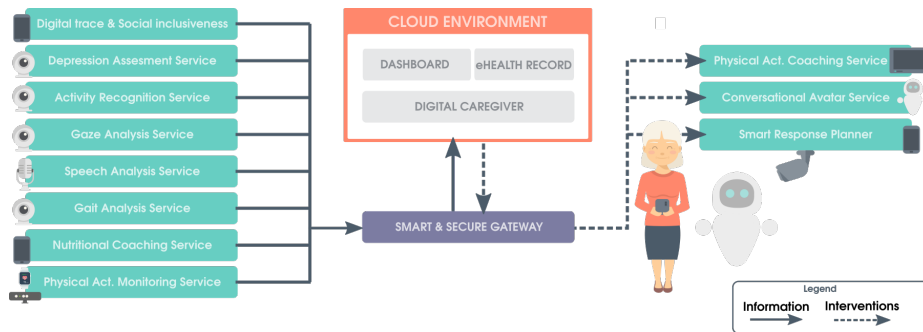 Digital trace & Social inclusiveness
Depression Assesment Service
Activity Recognition Service
Gaze Analysis Service
Speech Analysis Service
Gait Analysis Service
Nutritional Coaching Service
Physical Act. Monitoring Service
CLOUD ENVIRONMENT
DASHBOARD
eHEALTH RECORD
DIGITAL CAREGIVER
SMART & SECURE GATEWAY
Physical Act. Coaching Service
Conversational Avatar Service
Smart Response Planner
Legend
Information
Interventions